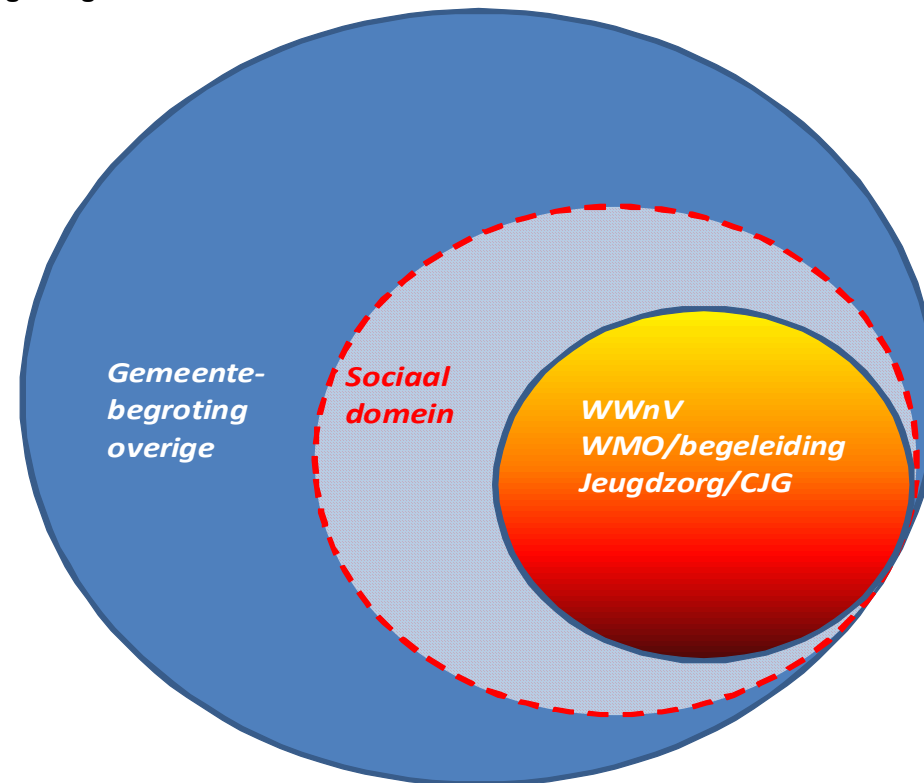 Gemeente-
begroting
overige
Sociaal
domein
WWnV
WMO/begeleiding
Jeugdzorg/CJG